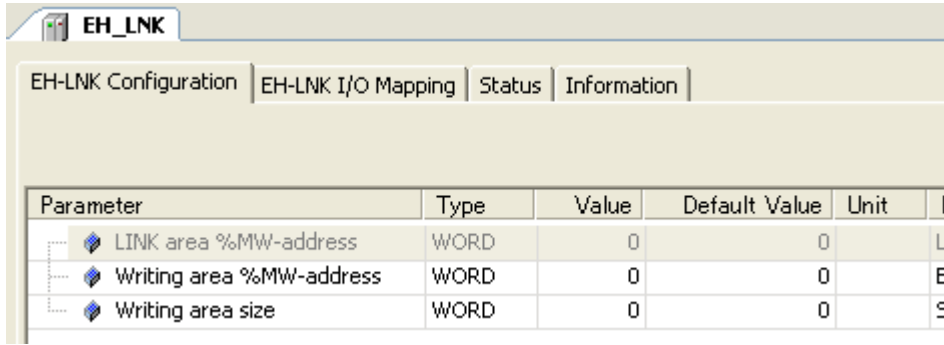 EH_LNK
EH-LNK Configuration EH-LNK I/O Mapping Status Information
Parameter Type Value Default Value Unit
LINK area %MW-address WORD 0 0
Writing area %MW-address WORD 0 0
Writing area size WORD 0 0